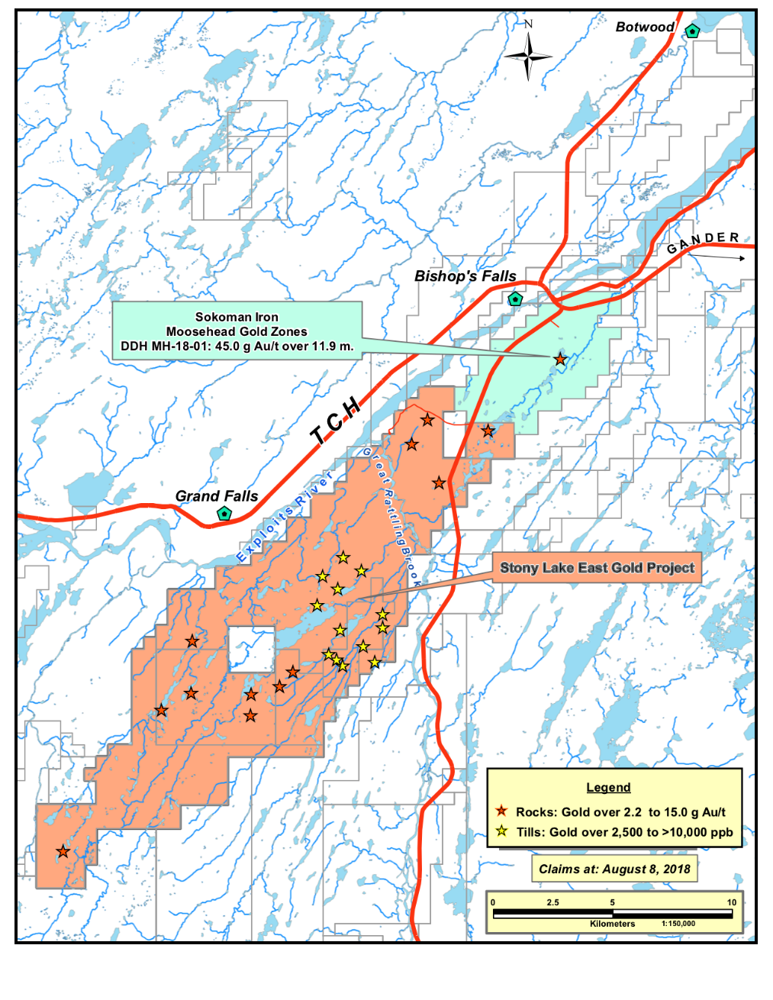 Botwood
N
GANDER
Bishop's Falls
Sokoman Iron
Moosehead Gold Zones
DDH MH-18-01: 45.0 g Au/t over 11.9 m.
TCH
Great Rattling Brook
Exploits River
Grand Falls
Stony Lake East Gold Project
Legend
Rocks: Gold over 2.2 to 15.0 g Au/t
Tills: Gold over 2,500 to >10,000 ppb
Claims at: August 8, 2018
0 2.5 5 10
Kilometers 1:150,000